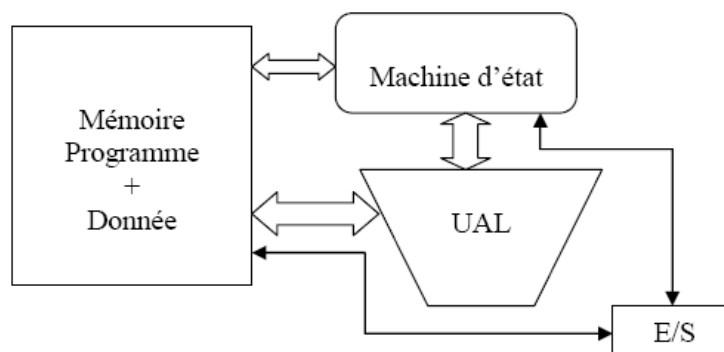 Mémoire
Programme
+
Donnée
Machine d’état
UAL
E/S